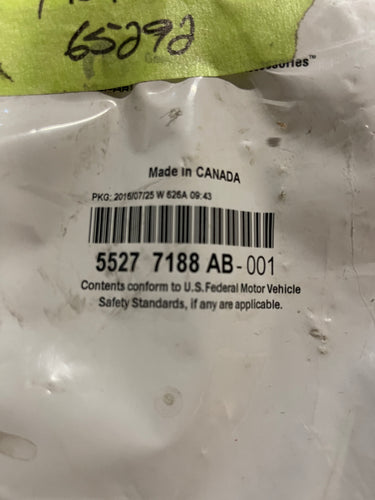 65292
Made in CANADA
PKG: 2016/07/25 W 626A 09:43
5527 7188 AB-001
Contents conform to U.S. Federal Motor Vehicle
Safety Standards, if any are applicable.